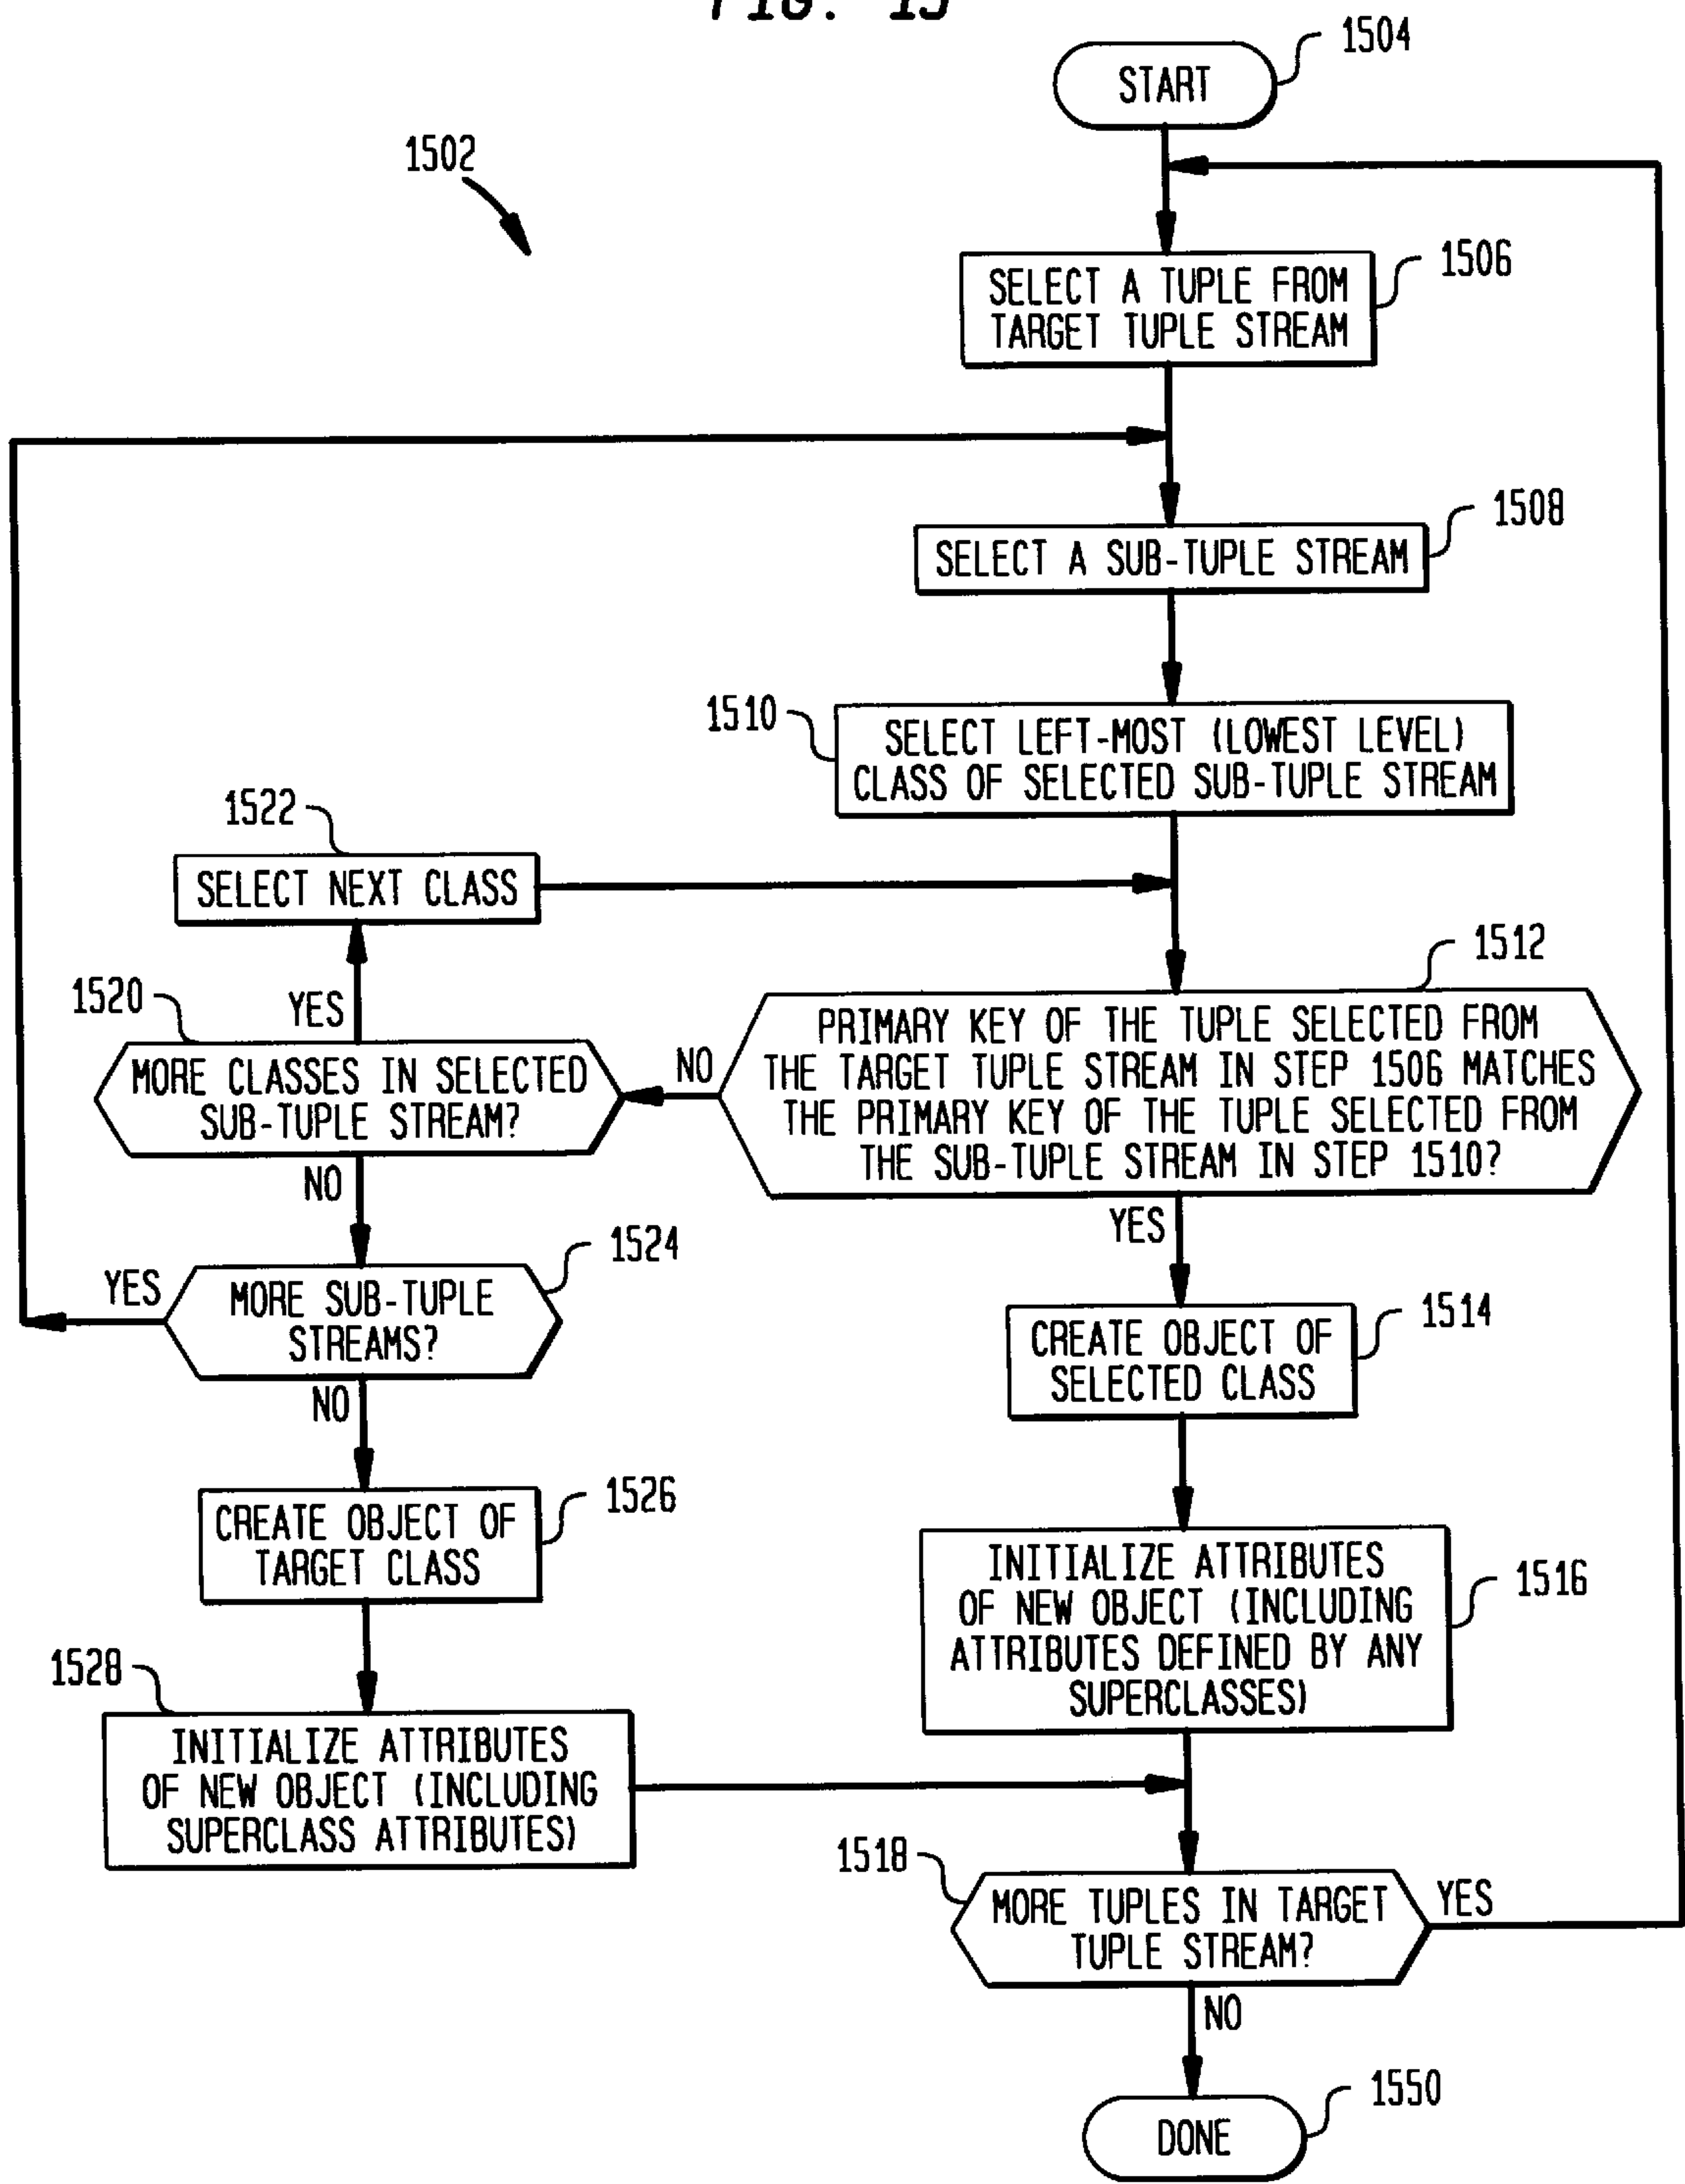 FIG. 15
START
1504
1502
SELECT A TUPLE FROM
TARGET TUPLE STREAM
1506
SELECT A SUB-TUPLE STREAM
1508
1510
SELECT LEFT-MOST (LOWEST LEVEL)
CLASS OF SELECTED SUB-TUPLE STREAM
1522
SELECT NEXT CLASS
1512
PRIMARY KEY OF THE TUPLE SELECTED FROM
THE TARGET TUPLE STREAM IN STEP 1506 MATCHES
THE PRIMARY KEY OF THE TUPLE SELECTED FROM
THE SUB-TUPLE STREAM IN STEP 1510?
NO
YES
1520
YES
MORE CLASSES IN SELECTED
SUB-TUPLE STREAM?
NO
1524
YES
MORE SUB-TUPLE
STREAMS?
NO
CREATE OBJECT OF
SELECTED CLASS
1514
CREATE OBJECT OF
TARGET CLASS
1526
INITIALIZE ATTRIBUTES
OF NEW OBJECT (INCLUDING
ATTRIBUTES DEFINED BY ANY
SUPERCLASSES)
1516
1528
INITIALIZE ATTRIBUTES
OF NEW OBJECT (INCLUDING
SUPERCLASS ATTRIBUTES)
1518
MORE TUPLES IN TARGET
TUPLE STREAM?
YES
NO
DONE
1550